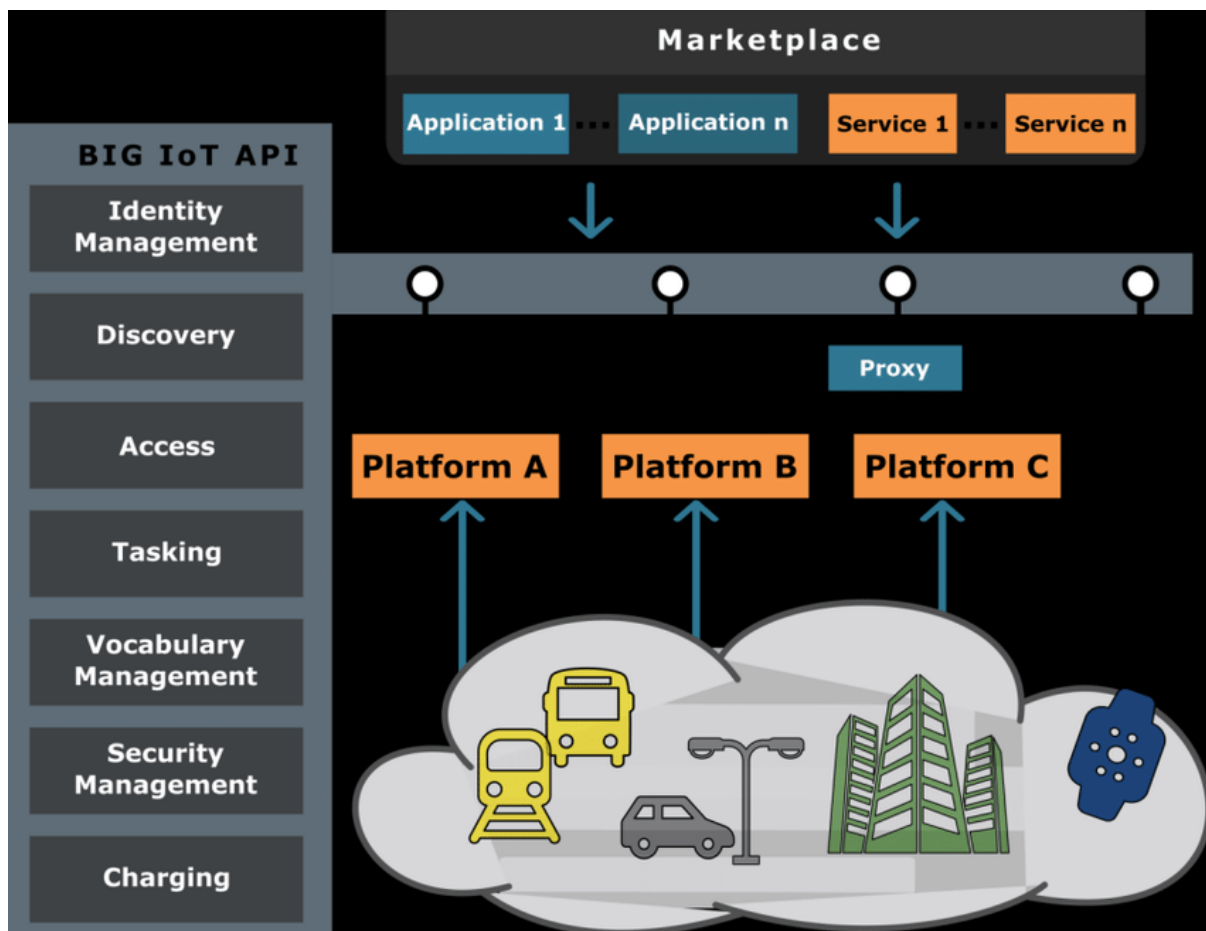 Marketplace
Application 1 ... Application n Service 1 ... Service n
BIG IoT API
Identity
Management
Discovery
Access
Tasking
Vocabulary
Management
Security
Management
Charging
Proxy
Platform A Platform B Platform C